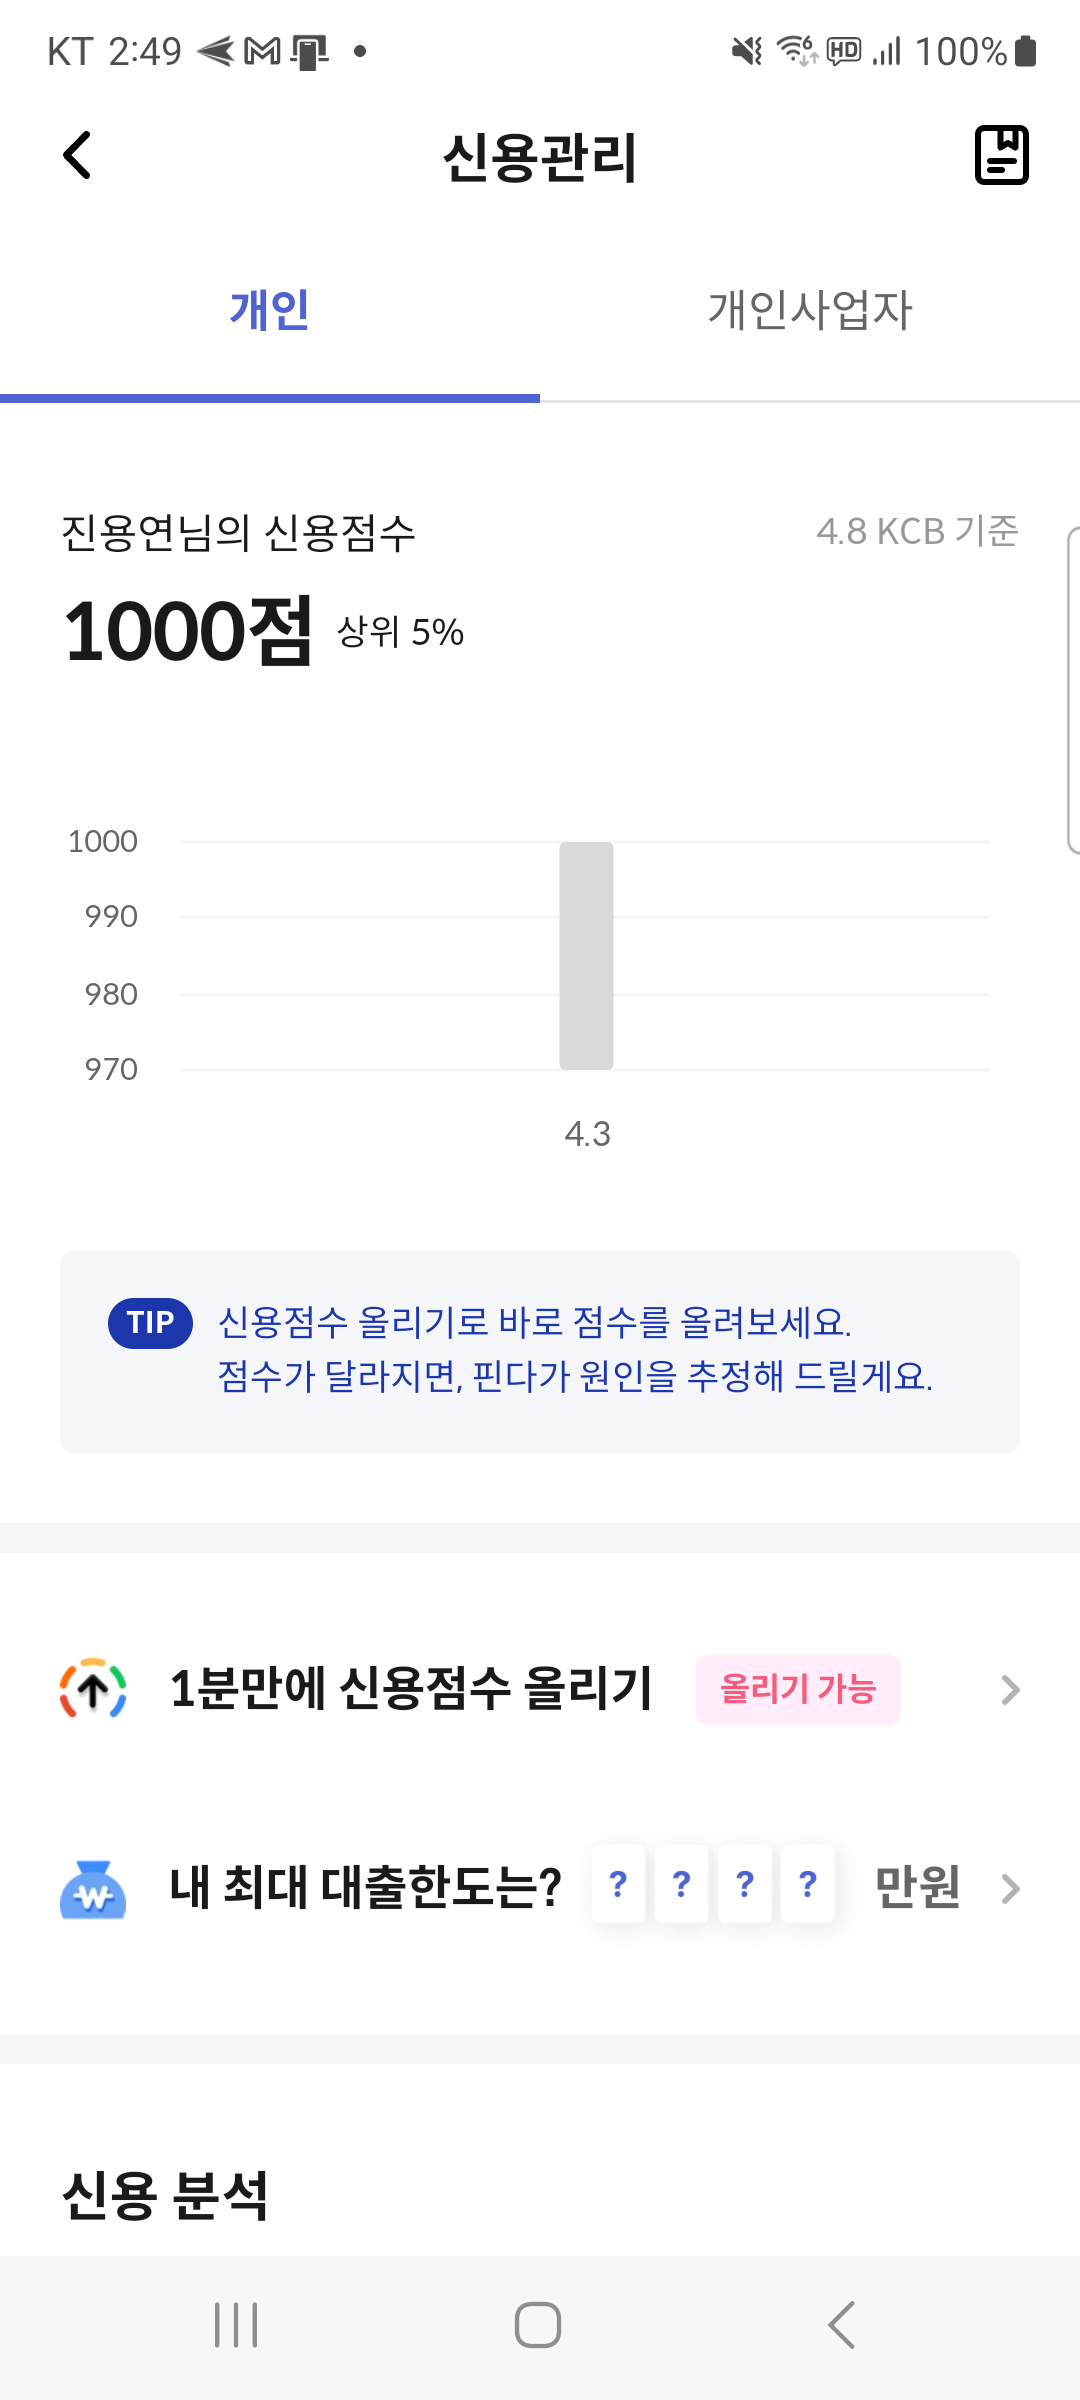 KT 2:49 HD 100%
신용관리
개인 개인사업자
진용연님의 신용점수 4.8 KCB 기준
1000점 상위 5%
1000
990
980
970
4.3
TIP 신용점수 올리기로 바로 점수를 올려보세요.
점수가 달라지면, 핀다가 원인을 추정해 드릴게요.
1분만에 신용점수 올리기 올리기 가능
내 최대 대출한도는? ? ? ? ? 만원
신용 분석